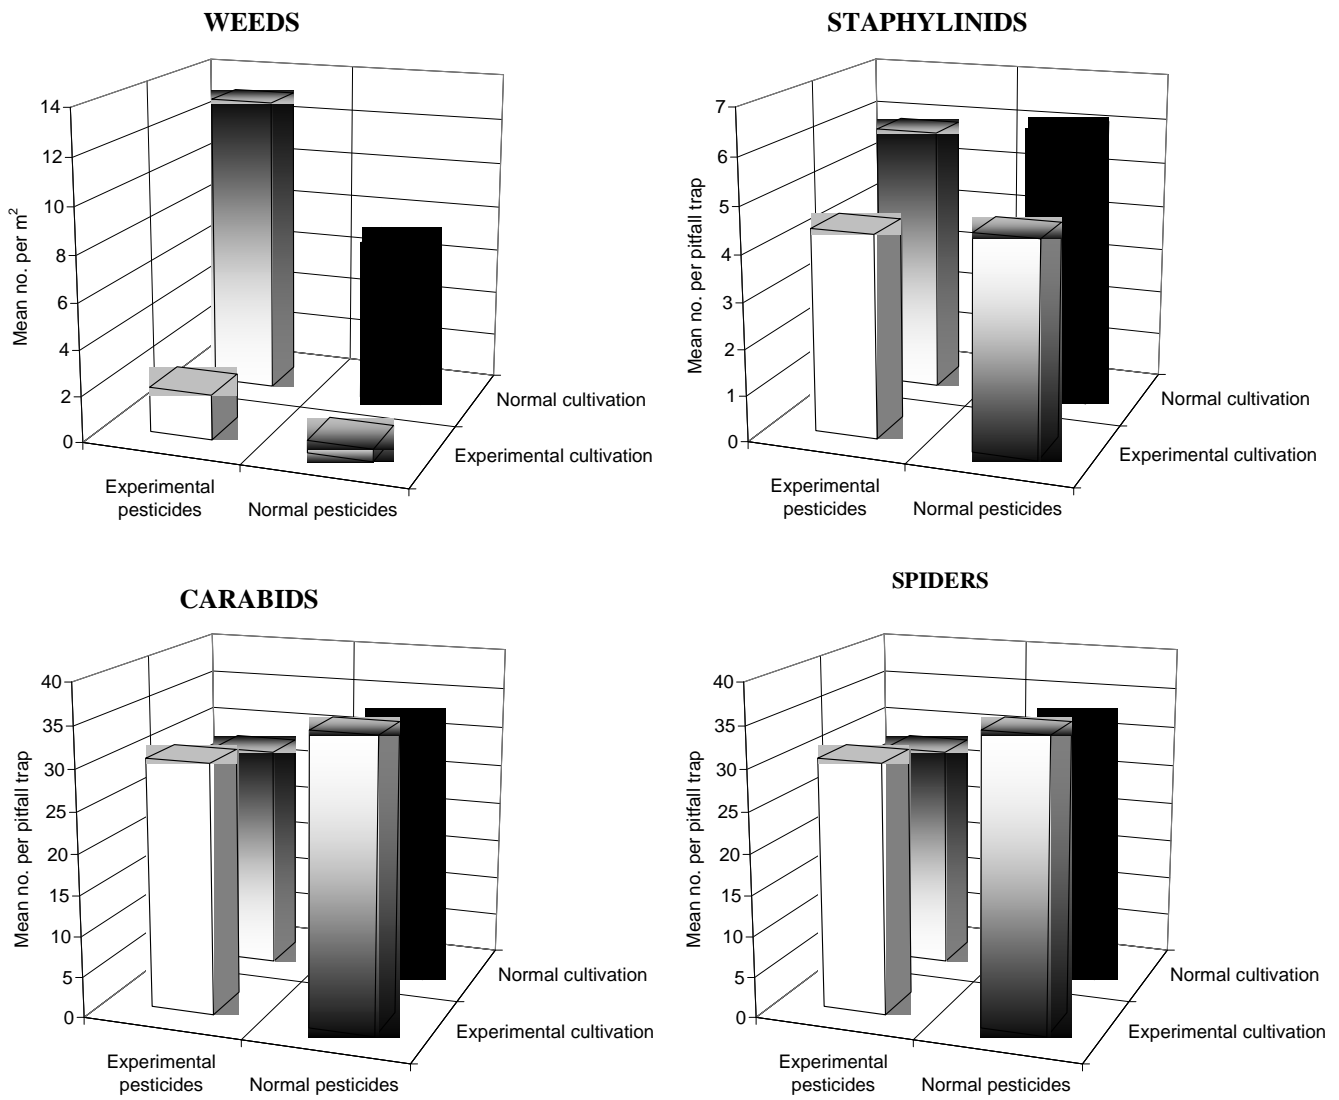 WEEDS
14
12
10
8
6
4
2
0
Mean no. per m²
Experimental
pesticides
Normal pesticides
Normal cultivation
Experimental cultivation
STAPHYLINIDS
7
6
5
4
3
2
1
0
Mean no. per pitfall trap
Experimental
pesticides
Normal pesticides
Normal cultivation
Experimental cultivation
CARABIDS
40
35
30
25
20
15
10
5
0
Mean no. per pitfall trap
Experimental
pesticides
Normal pesticides
Normal cultivation
Experimental cultivation
SPIDERS
40
35
30
25
20
15
10
5
0
Mean no. per pitfall trap
Experimental
pesticides
Normal pesticides
Normal cultivation
Experimental cultivation